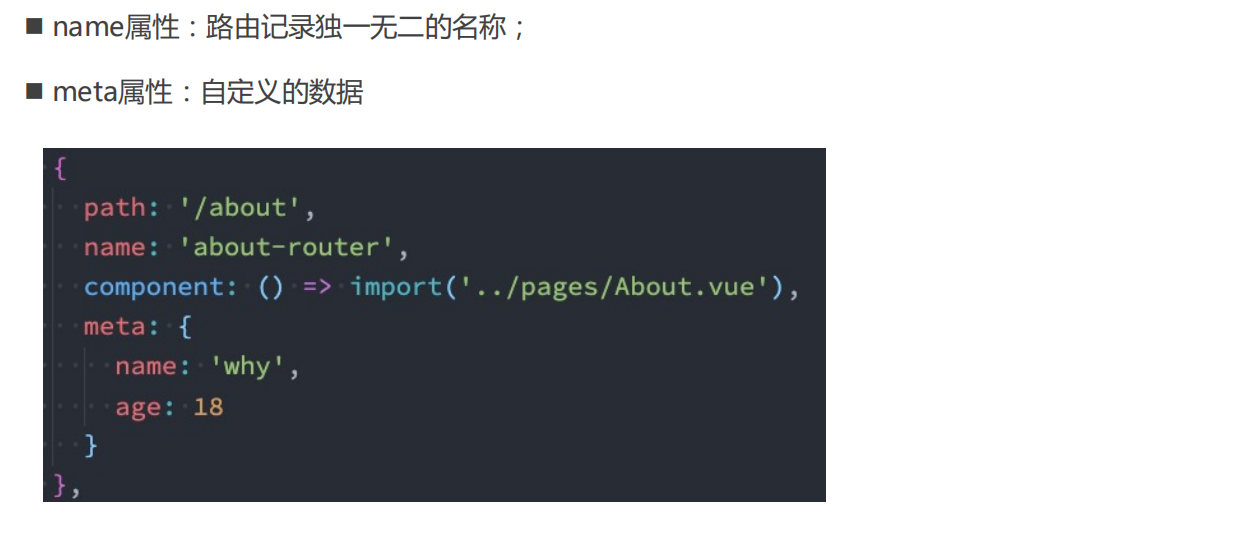 ■ name属性：路由记录独一无二的名称；
■ meta属性：自定义的数据
{
  path: '/about',
  name: 'about-router',
  component: () => import('../pages/About.vue'),
  meta: {
    name: 'why',
    age: 18
  }
},